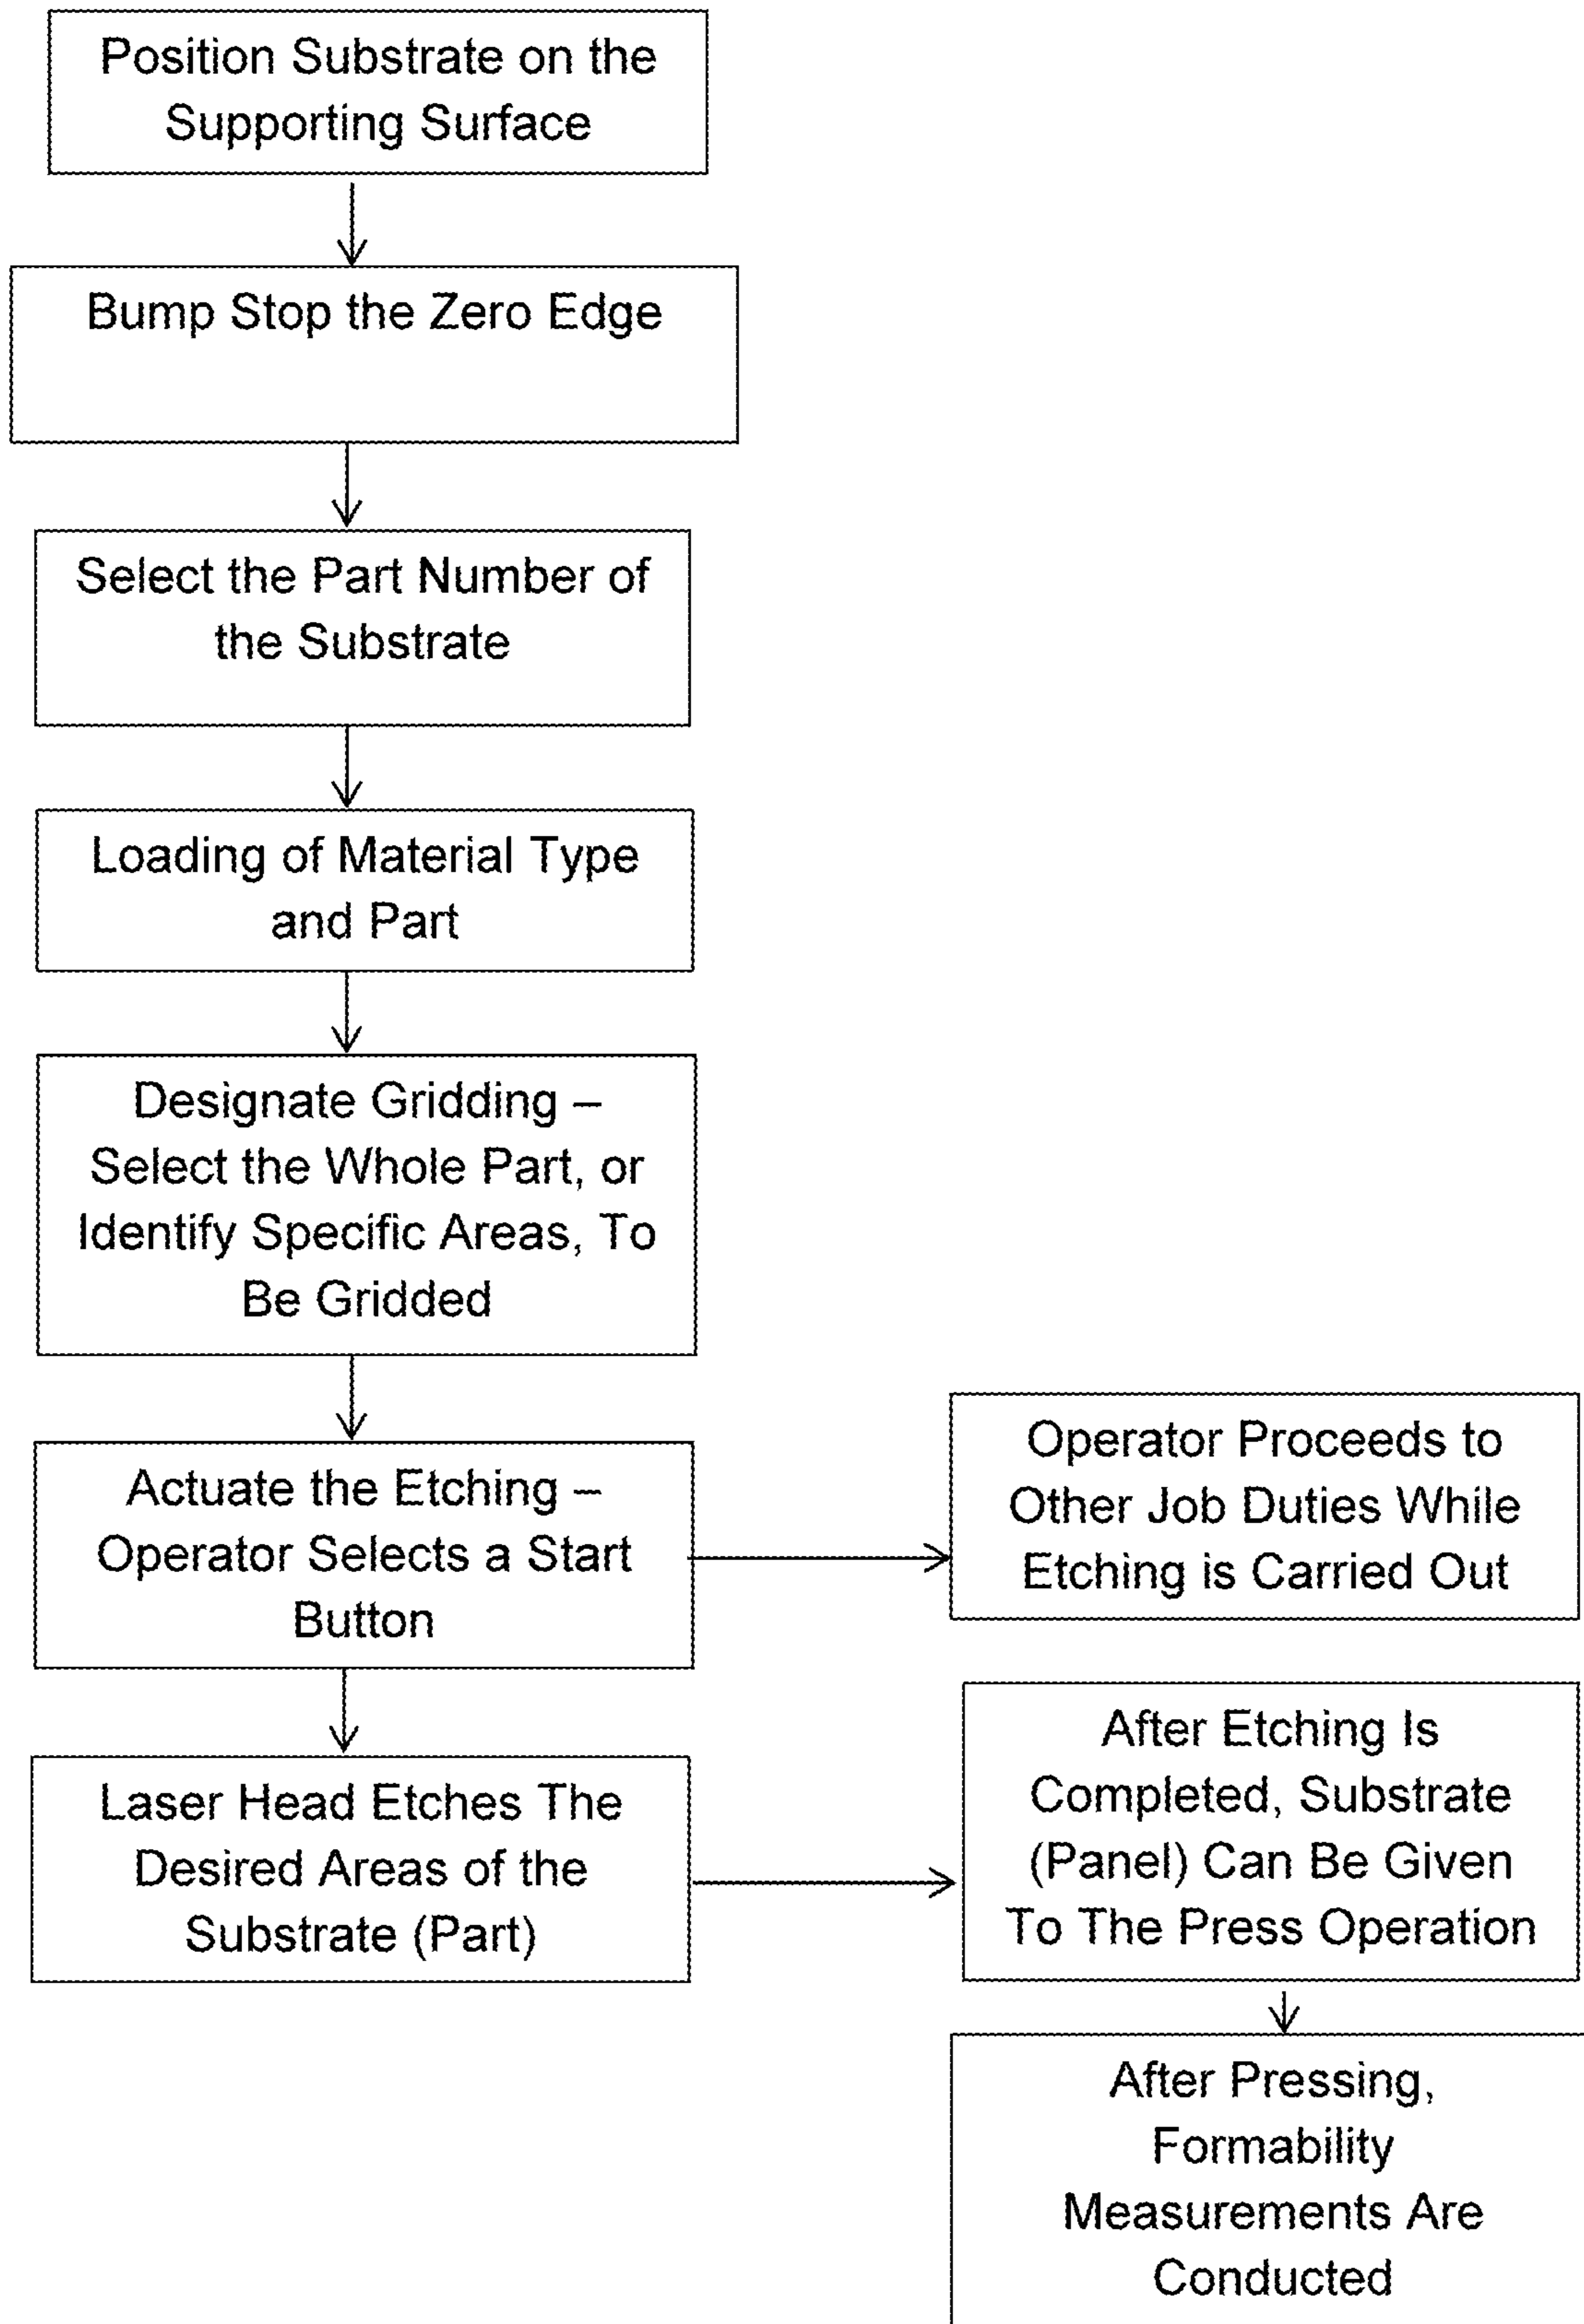 Position Substrate on the
Supporting Surface
Bump Stop the Zero Edge
Select the Part Number of
the Substrate
Loading of Material Type
and Part
Designate Gridding –
Select the Whole Part, or
Identify Specific Areas, To
Be Gridded
Actuate the Etching –
Operator Selects a Start
Button
Operator Proceeds to
Other Job Duties While
Etching is Carried Out
Laser Head Etches The
Desired Areas of the
Substrate (Part)
After Etching Is
Completed, Substrate
(Panel) Can Be Given
To The Press Operation
After Pressing,
Formability
Measurements Are
Conducted